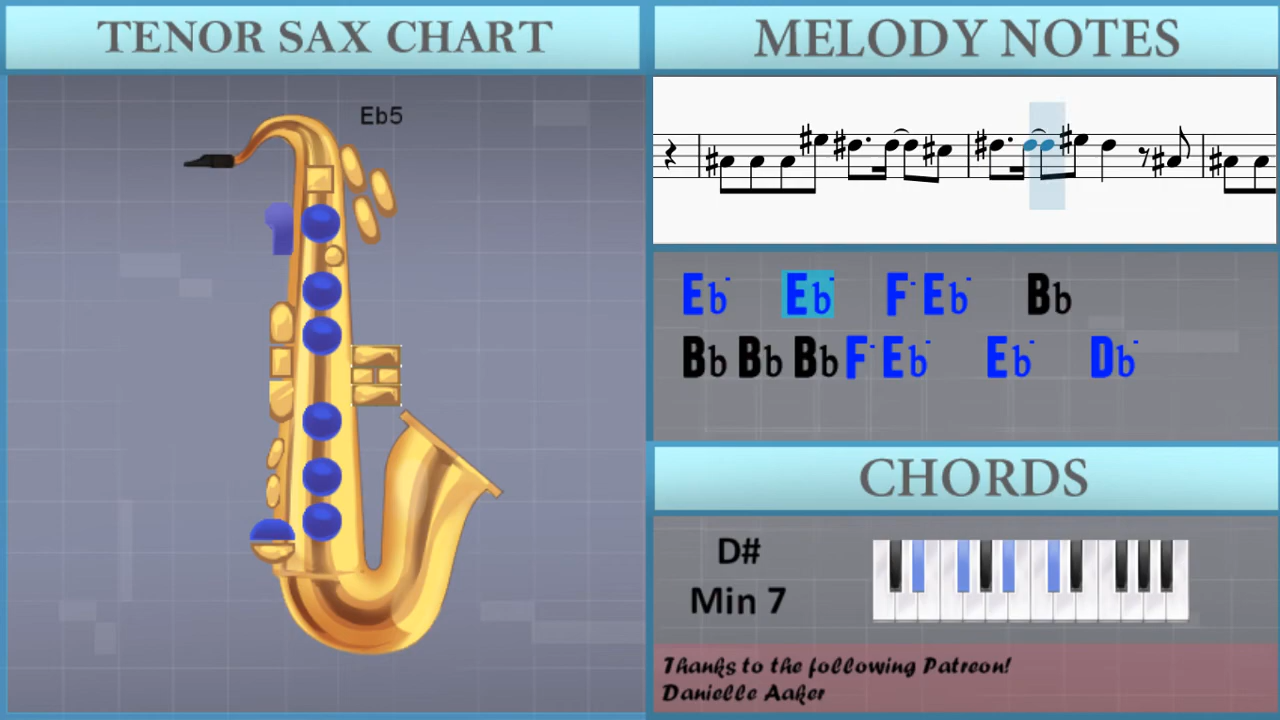 TENOR SAX CHART
Eb5
MELODY NOTES
Eb- Eb- F- Eb- Bb
Bb Bb Bb F- Eb- Eb- Db-
CHORDS
D#
Min 7
Thanks to the following Patreon!
Danielle Aaker